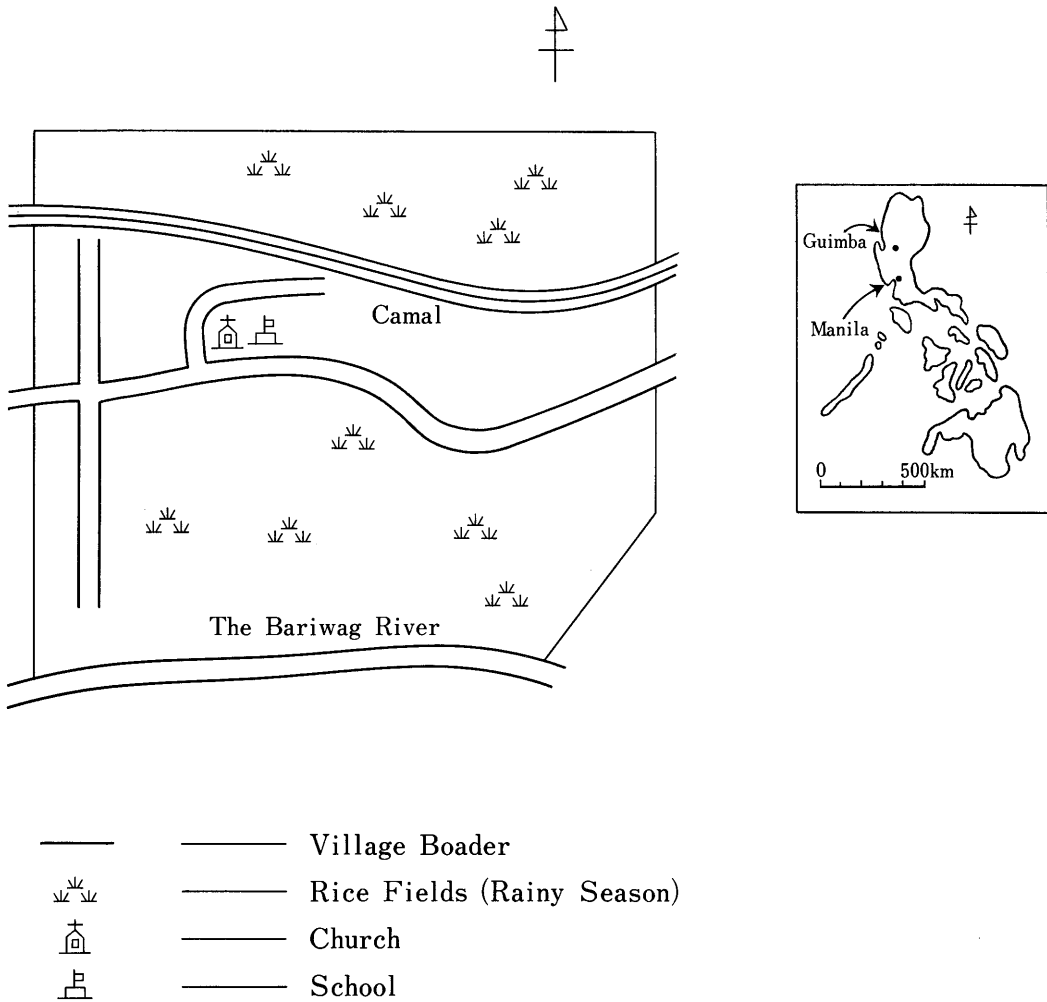 Guimba
Manila
0 500km
Camal
The Bariwag River
Village Boader
Rice Fields (Rainy Season)
Church
School